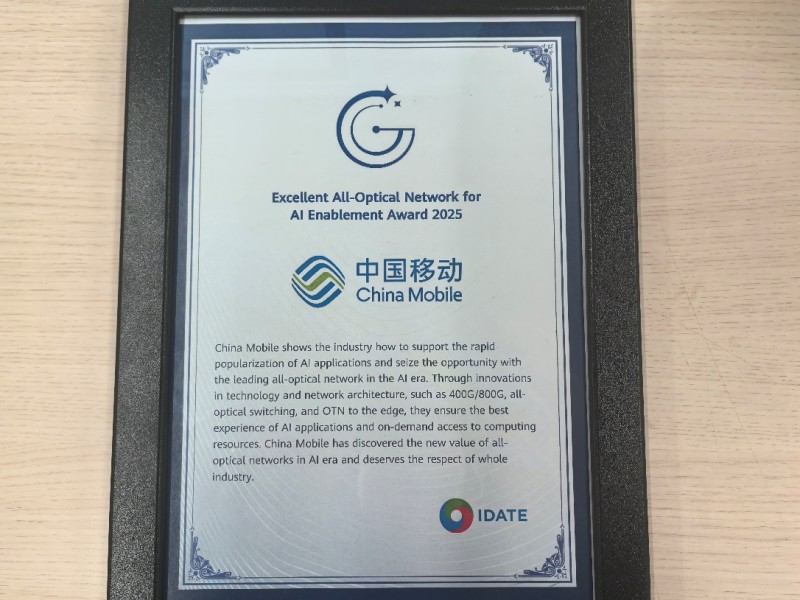 Excellent All-Optical Network for
AI Enablement Award 2025
中国移动
China Mobile
China Mobile shows the industry how to support the rapid
popularization of AI applications and seize the opportunity with
the leading all-optical network in the AI era. Through innovations
in technology and network architecture, such as 400G/800G, all-
optical switching, and OTN to the edge, they ensure the best
experience of AI applications and on-demand access to computing
resources. China Mobile has discovered the new value of all-
optical networks in AI era and deserves the respect of whole
industry.
IDATE